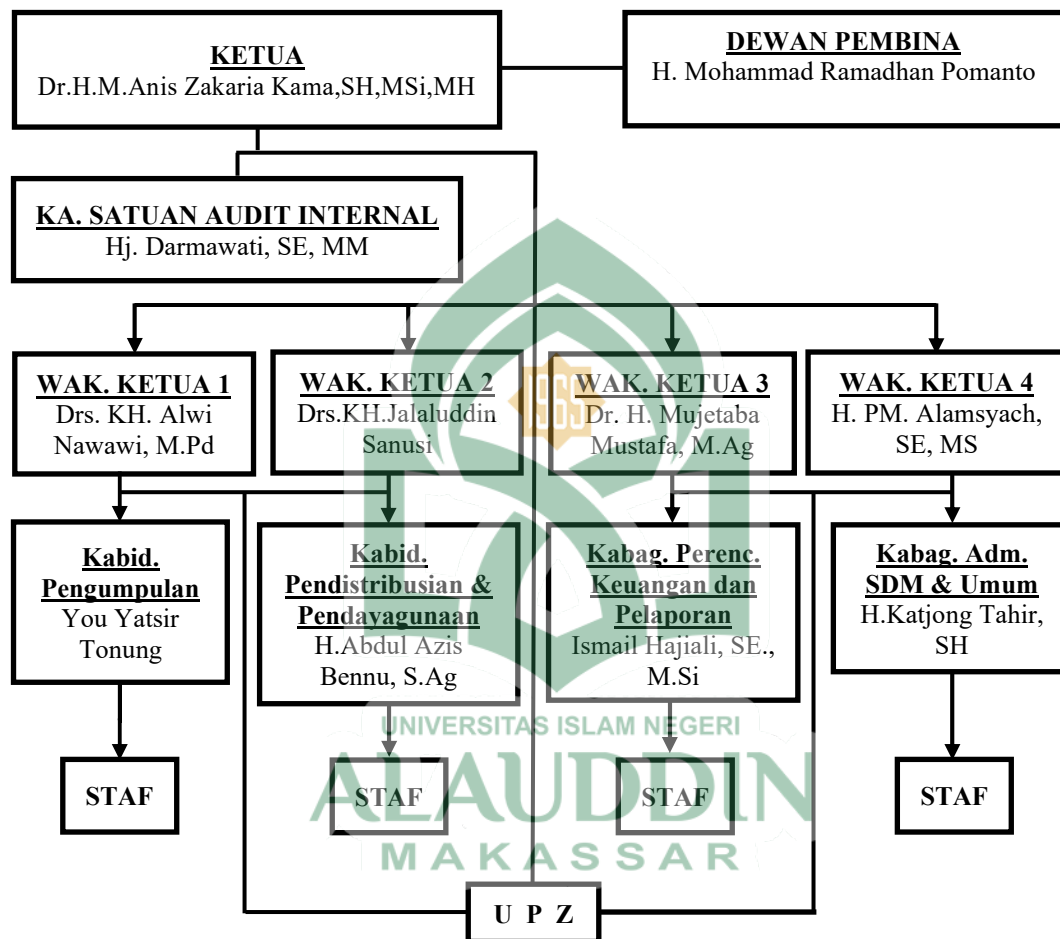 KETUA
Dr.H.M.Anis Zakaria Kama,SH,MSi,MH
DEWAN PEMBINA
H. Mohammad Ramadhan Pomanto
KA. SATUAN AUDIT INTERNAL
Hj. Darmawati, SE, MM
WAK. KETUA 1
Drs. KH. Alwi
Nawawi, M.Pd
WAK. KETUA 2
Drs.KH.Jalaluddin
Sanusi
WAK. KETUA 3
Dr. H. Mujetaba
Mustafa, M.Ag
WAK. KETUA 4
H. PM. Alamsyach,
SE, MS
1965
Kabid.
Pengumpulan
You Yatsir
Tonung
Kabid.
Pendistribusian &
Pendayagunaan
H.Abdul Azis
Bennu, S.Ag
Kabag. Perenc.
Keuangan dan
Pelaporan
Ismail Hajiali, SE.,
M.Si
Kabag. Adm.
SDM & Umum
H.Katjong Tahir,
SH
UNIVERSITAS ISLAM NEGERI
ALAUDDIN
MAKASSAR
STAF
STAF
STAF
STAF
U P Z